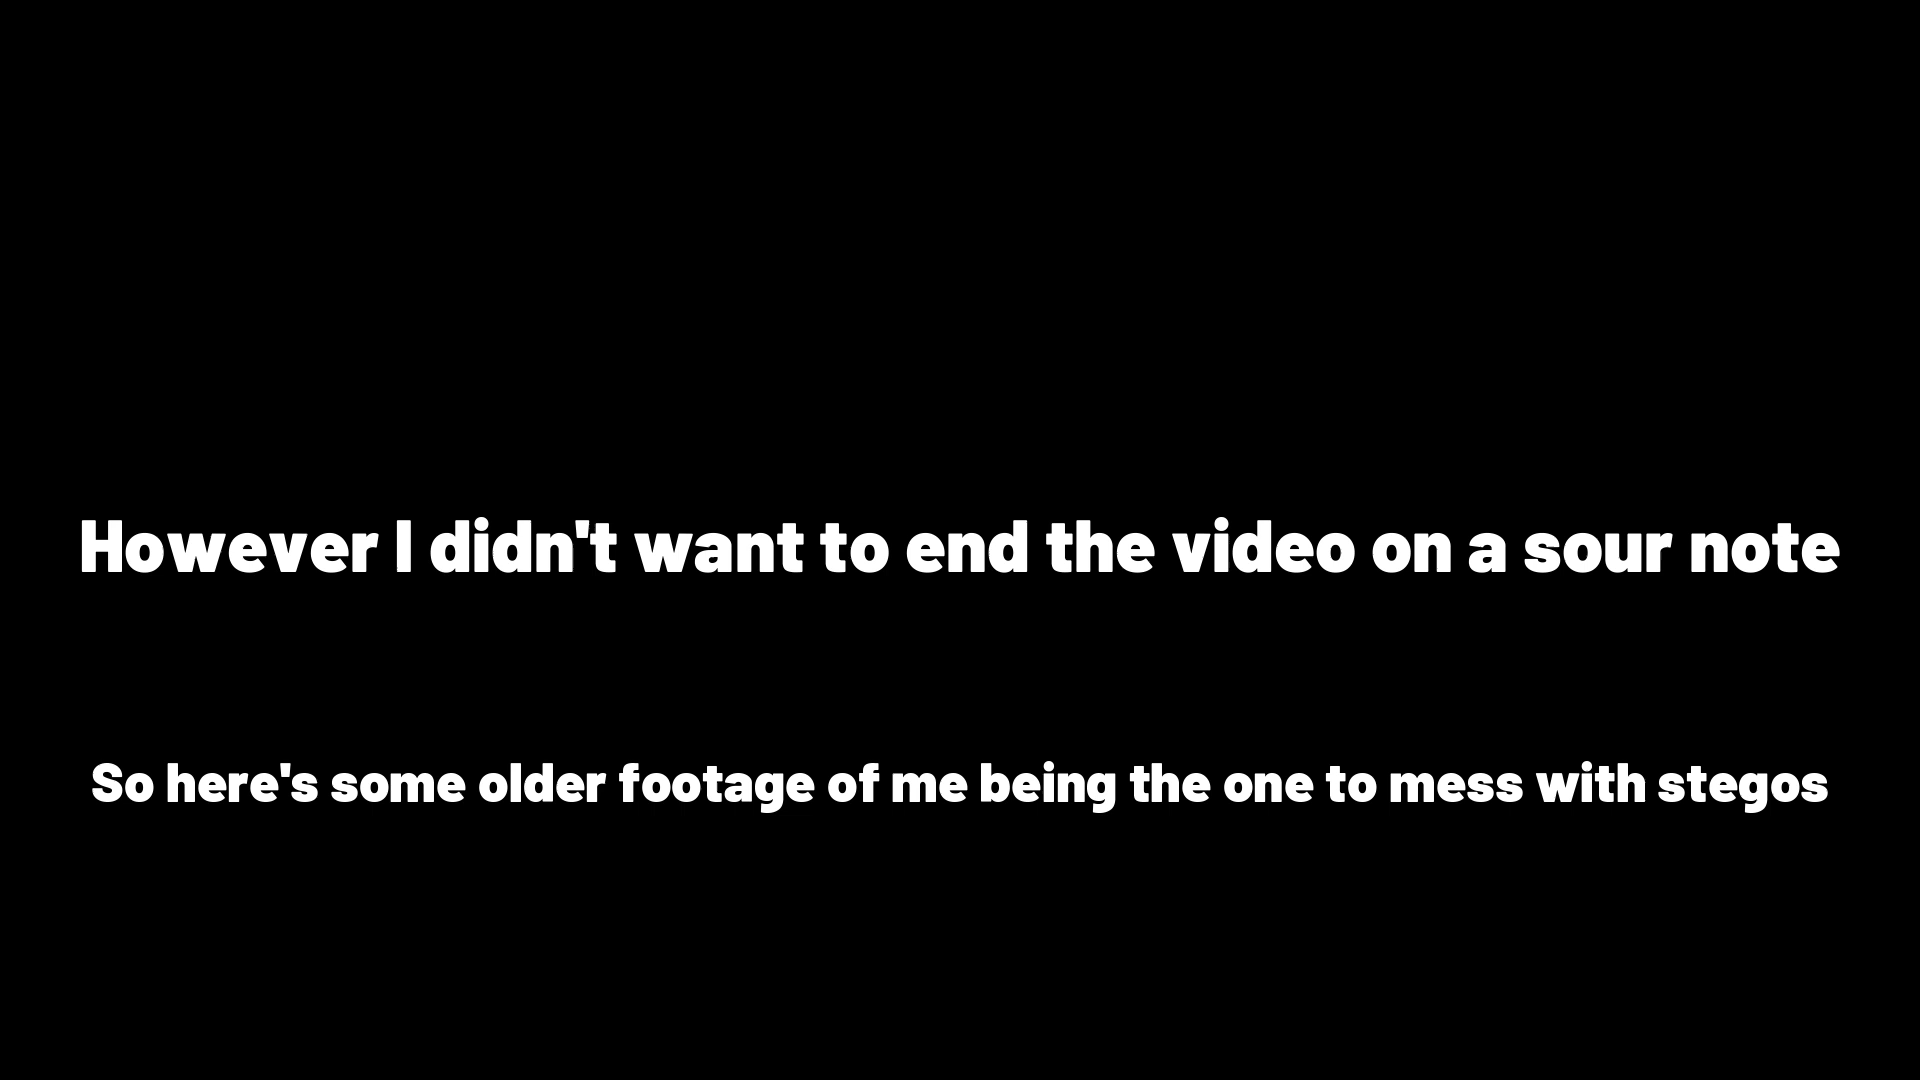 However I didn't want to end the video on a sour note
So here's some older footage of me being the one to mess with stegos